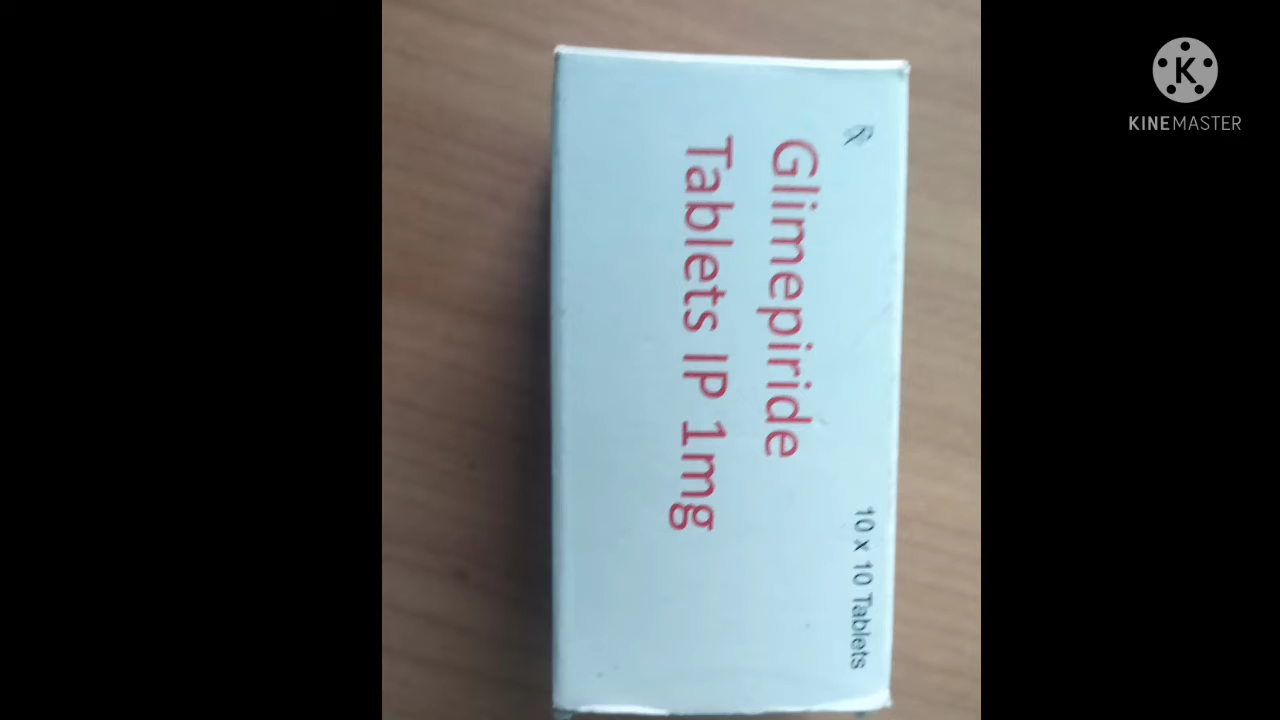 ℞
10 x 10 Tablets
Glimepiride
Tablets IP 1mg
KINEMASTER